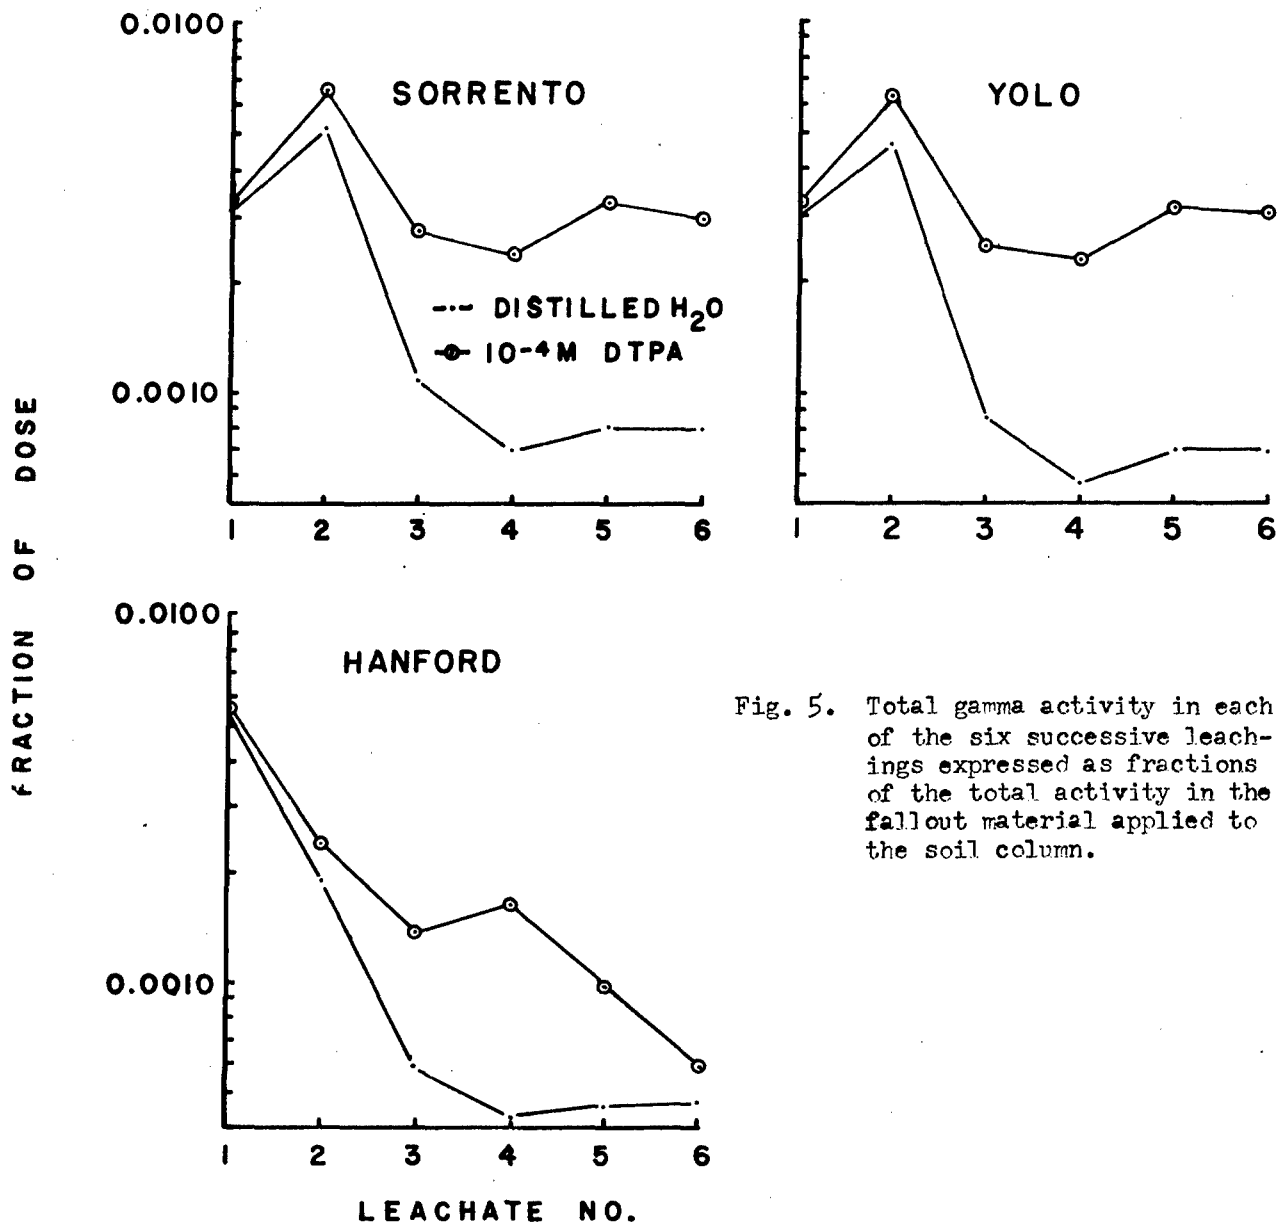 0.0100
SORRENTO
YOLO
DISTILLED H2O
10-4M DTPA
0.0010
1 2 3 4 5 6
1 2 3 4 5 6
FRACTION OF DOSE
0.0100
HANFORD
0.0010
1 2 3 4 5 6
LEACHATE NO.
Fig. 5. Total gamma activity in each
of the six successive leach-
ings expressed as fractions
of the total activity in the
fallout material applied to
the soil column.